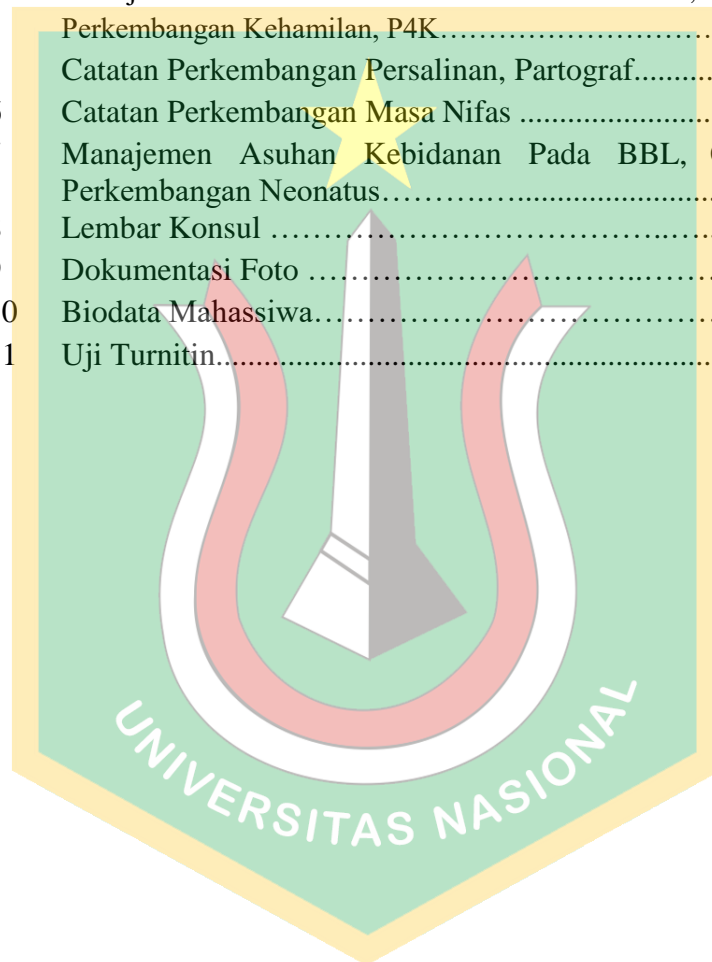 Perkembangan Kehamilan, P4K……………………………
Catatan Perkembangan Persalinan, Partograf...........
Catatan Perkembangan Masa Nifas ..........................
Manajemen Asuhan Kebidanan Pada BBL,
Perkembangan Neonatus……….…..........................
Lembar Konsul …………………………………..…..
Dokumentasi Foto …………………………...………
0 Biodata Mahassiwa…………………………………
1 Uji Turnitin...............................................................
UNIVERSITAS NASIONAL